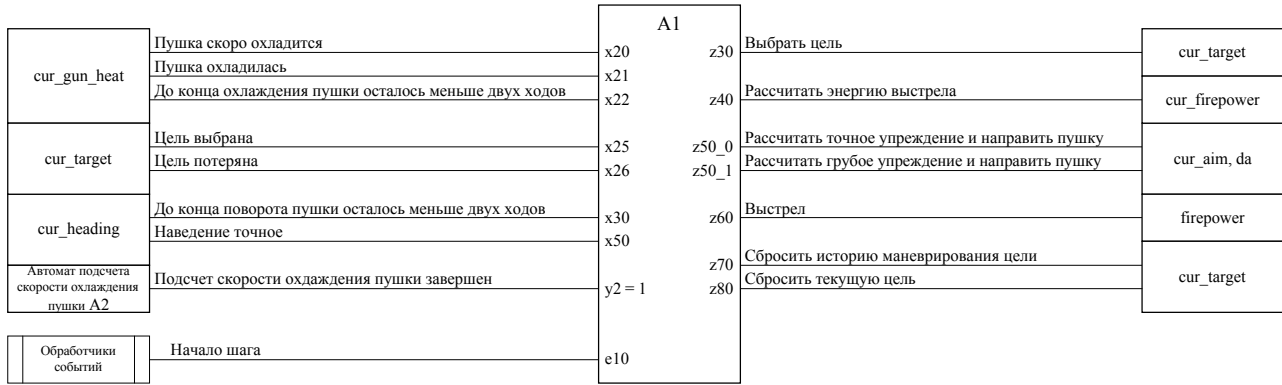 A1
cur_gun_heat
Пушка скоро охладится
x20
Пушка охладилась
x21
До конца охлаждения пушки осталось меньше двух ходов
x22
cur_target
Цель выбрана
x25
Цель потеряна
x26
cur_heading
До конца поворота пушки осталось меньше двух ходов
x30
Наведение точное
x50
Автомат подсчета
скорости охлаждения
пушки A2
Подсчет скорости охдаждения пушки завершен
y2 = 1
Обработчики
событий
Начало шага
e10
z30
Выбрать цель
cur_target
z40
Рассчитать энергию выстрела
cur_firepower
z50_0
Рассчитать точное упреждение и направить пушку
z50_1
Рассчитать грубое упреждение и направить пушку
cur_aim, da
z60
Выстрел
firepower
z70
Сбросить историю маневрирования цели
z80
Сбросить текущую цель
cur_target